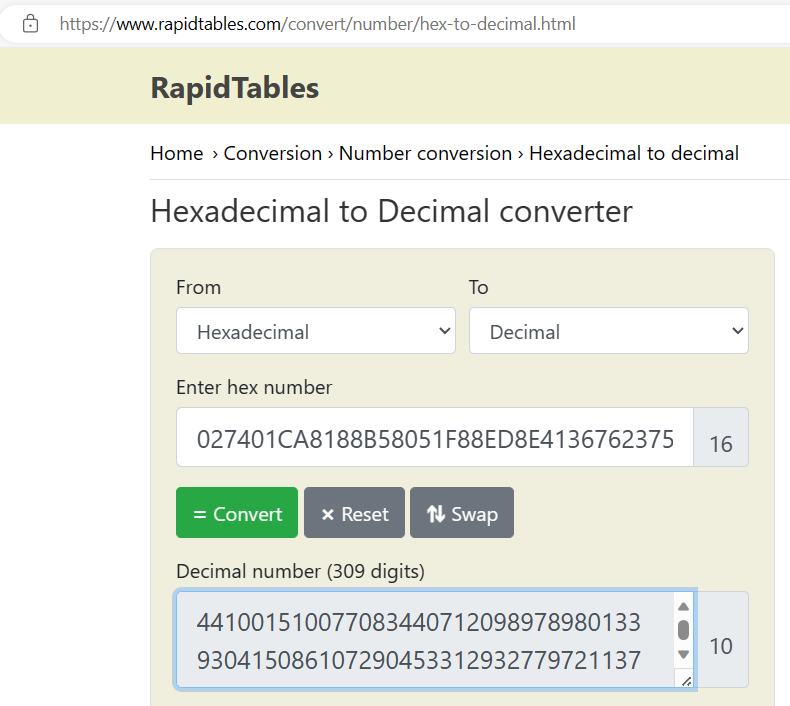 https://www.rapidtables.com/convert/number/hex-to-decimal.html
RapidTables
Home › Conversion › Number conversion › Hexadecimal to decimal
Hexadecimal to Decimal converter
From To
Hexadecimal Decimal
Enter hex number
027401CA8188B58051F88ED8E4136762375 16
= Convert × Reset Swap
Decimal number (309 digits)
441001510077083440712098978980133
930415086107290453312932779721137 10